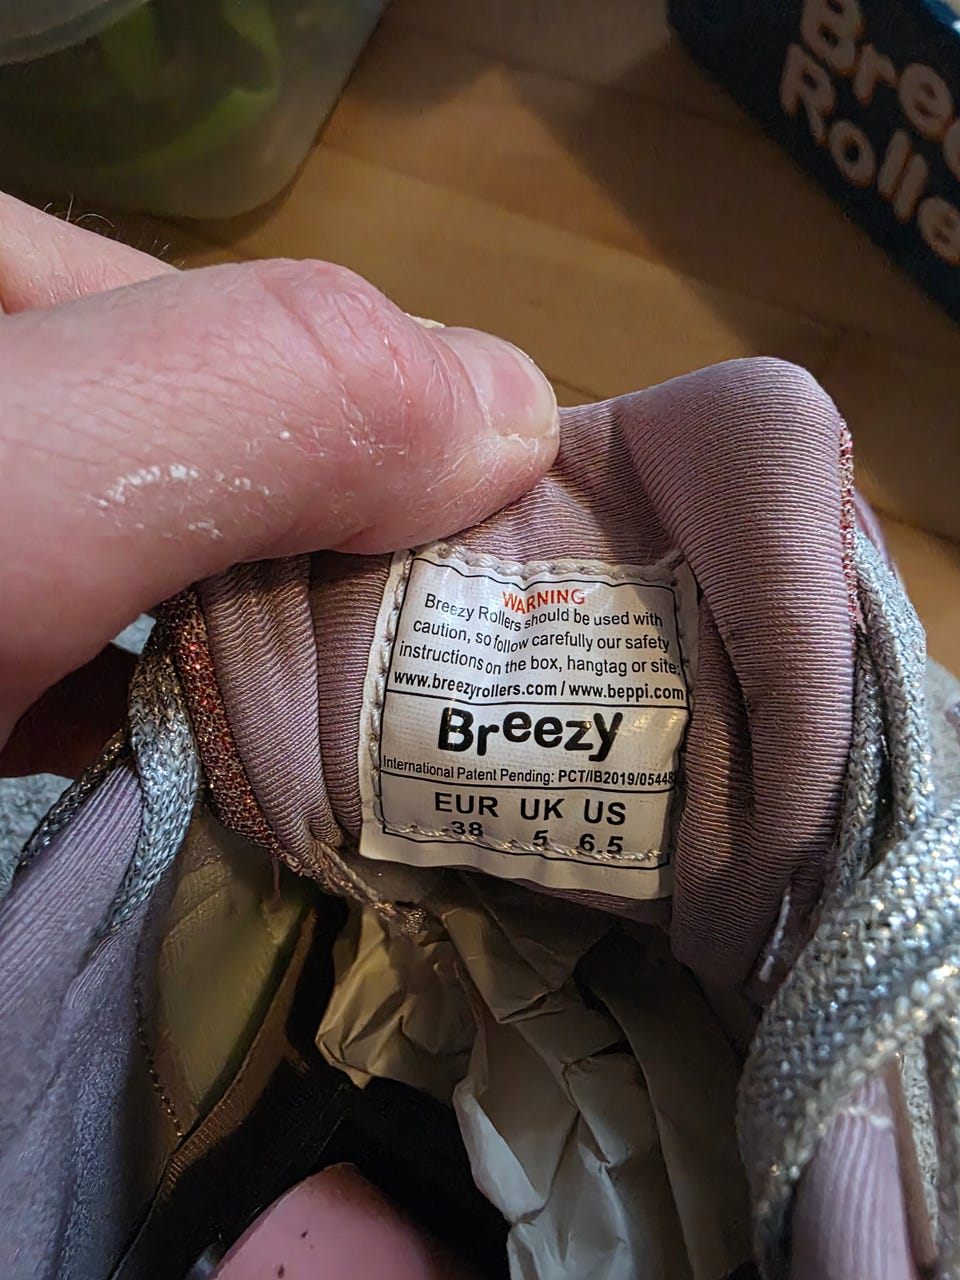 Bree
Rolle
WARNING
Breezy Rollers should be used with
caution, so follow carefully our safety
instructions on the box, hangtag or site:
www.breezyrollers.com / www.beppi.com
Breezy
International Patent Pending: PCT/IB2019/05448
EUR UK US
38 5 6.5